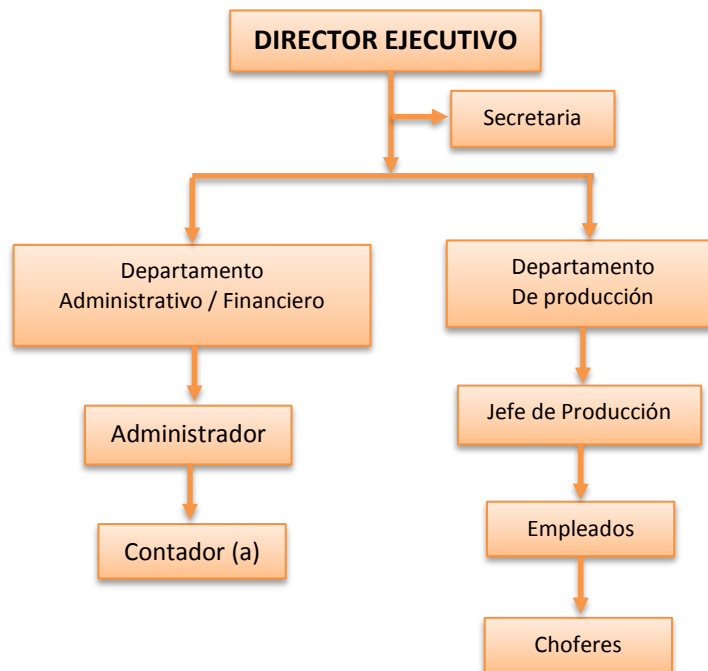 DIRECTOR EJECUTIVO
Secretaria
Departamento
Administrativo / Financiero
Departamento
De producción
Administrador
Jefe de Producción
Contador (a)
Empleados
Choferes